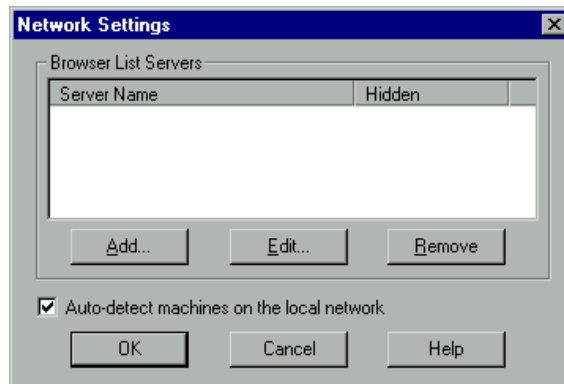 Network Settings
Browser List Servers
Server Name Hidden
Add... Edit... Remove
Auto-detect machines on the local network
OK Cancel Help